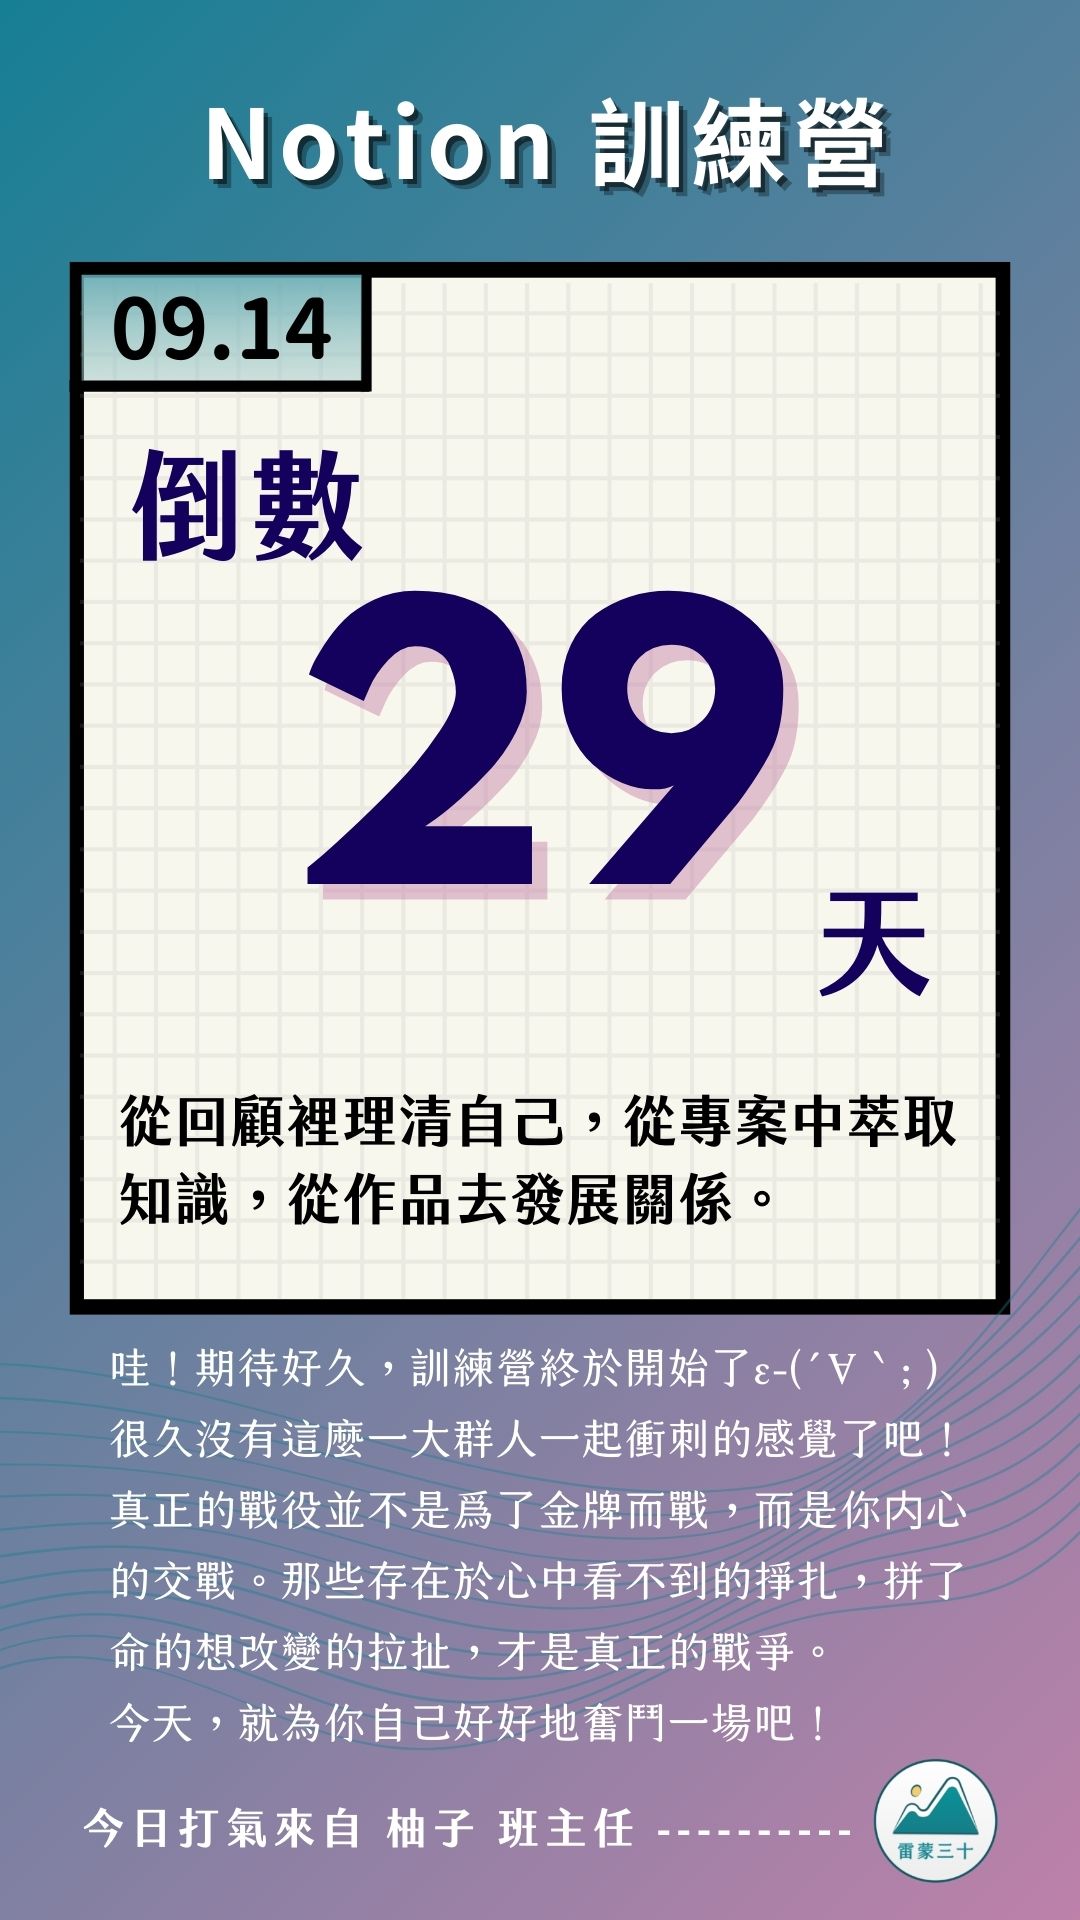 Notion 訓練營
09.14
倒數
29
天
從回顧裡理清自己，從專案中萃取
知識，從作品去發展關係。
哇！期待好久，訓練營終於開始了ε-(´∀｀; )
很久沒有這麼一大群人一起衝刺的感覺了吧！
真正的戰役並不是爲了金牌而戰，而是你内心
的交戰。那些存在於心中看不到的掙扎，拼了
命的想改變的拉扯，才是真正的戰爭。
今天，就為你自己好好地奮鬥一場吧！
今日打氣來自 柚子 班主任 ----------
雷蒙三十